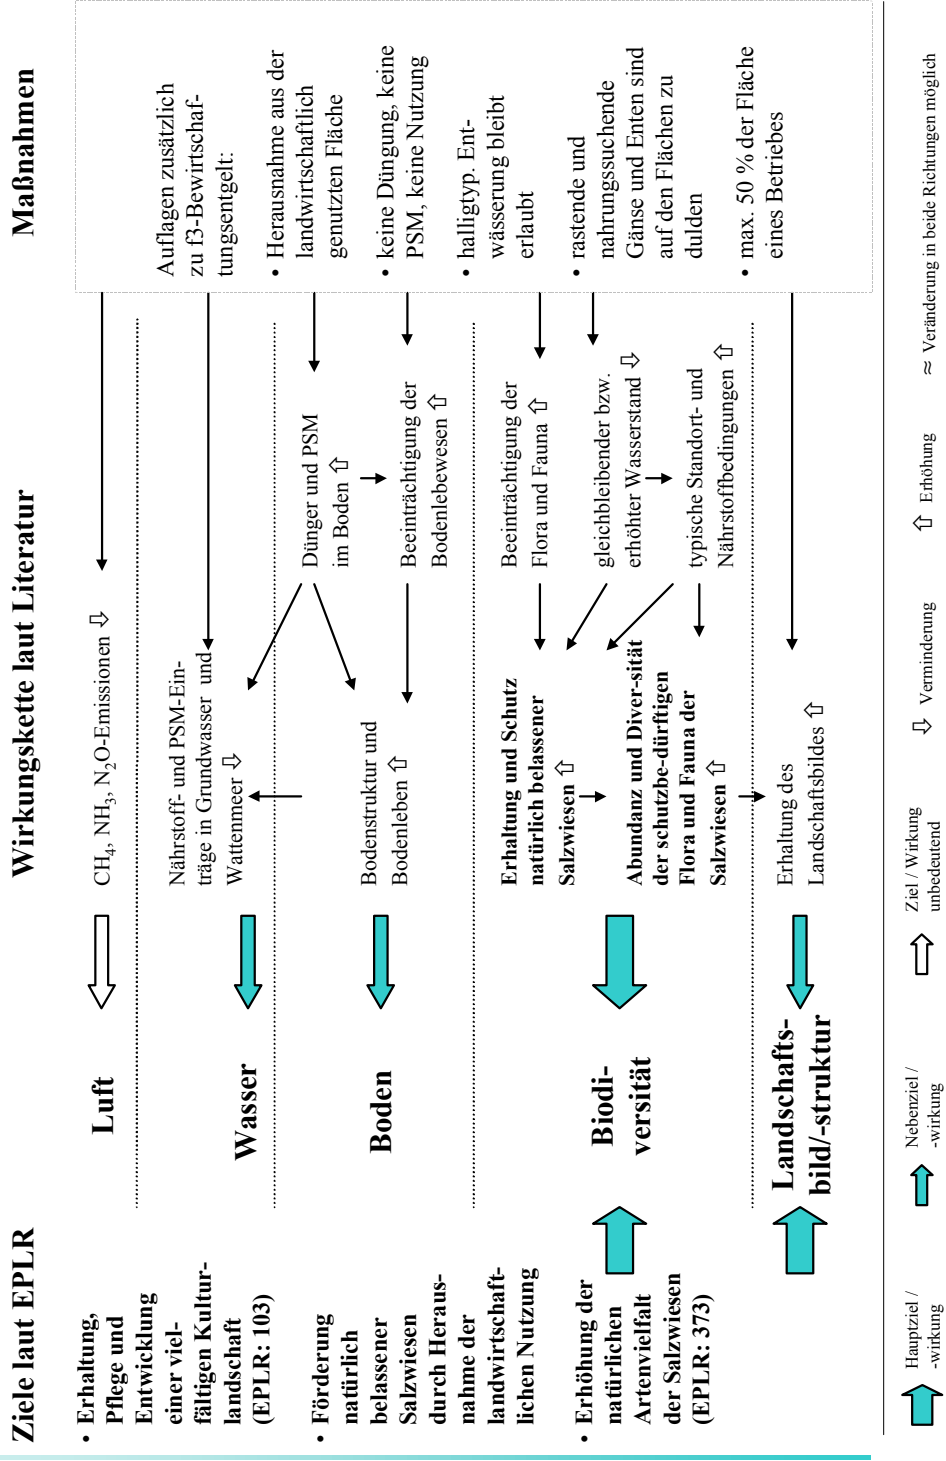 Ziele laut EPLR
Wirkungskette laut Literatur
Maßnahmen
• Erhaltung,
Pflege und
Entwicklung
einer viel-
fältigen Kultur-
landschaft
(EPLR: 103)
• Förderung
natürlich
belassener
Salzwiesen
durch Heraus-
nahme der
landwirtschaft-
lichen Nutzung
• Erhöhung der
natürlichen
Artenvielfalt
der Salzwiesen
(EPLR: 373)
Luft
Wasser
Boden
Biodi-
versität
Landschafts-
bild/-struktur
CH₄, NH₃, N₂O-Emissionen ⇩
Nährstoff- und PSM-Ein-
träge in Grundwasser und
Wattenmeer ⇩
Dünger und PSM
im Boden ⇧
Bodenstruktur und
Bodenleben ⇧
Beeinträchtigung der
Bodenlebewesen ⇧
Erhaltung und Schutz
natürlich belassener
Salzwiesen ⇧
Beeinträchtigung der
Flora und Fauna ⇧
gleichbleibender bzw.
erhöhter Wasserstand ⇩
Abundanz und Diver-sität
der schutzbe-dürftigen
Flora und Fauna der
Salzwiesen ⇧
typische Standort- und
Nährstoffbedingungen ⇧
Erhaltung des
Landschaftsbildes ⇧
Auflagen zusätzlich
zu f3-Bewirtschaf-
tungsentgelt:
• Herausnahme aus der
landwirtschaftlich
genutzten Fläche
• keine Düngung, keine
PSM, keine Nutzung
• halligtyp. Ent-
wässerung bleibt
erlaubt
• rastende und
nahrungssuchende
Gänse und Enten sind
auf den Flächen zu
dulden
• max. 50 % der Fläche
eines Betriebes
Hauptziel /
-wirkung
Nebenziel /
-wirkung
Ziel / Wirkung
unbedeutend
⇩ Verminderung
⇧ Erhöhung
≈ Veränderung in beide Richtungen möglich